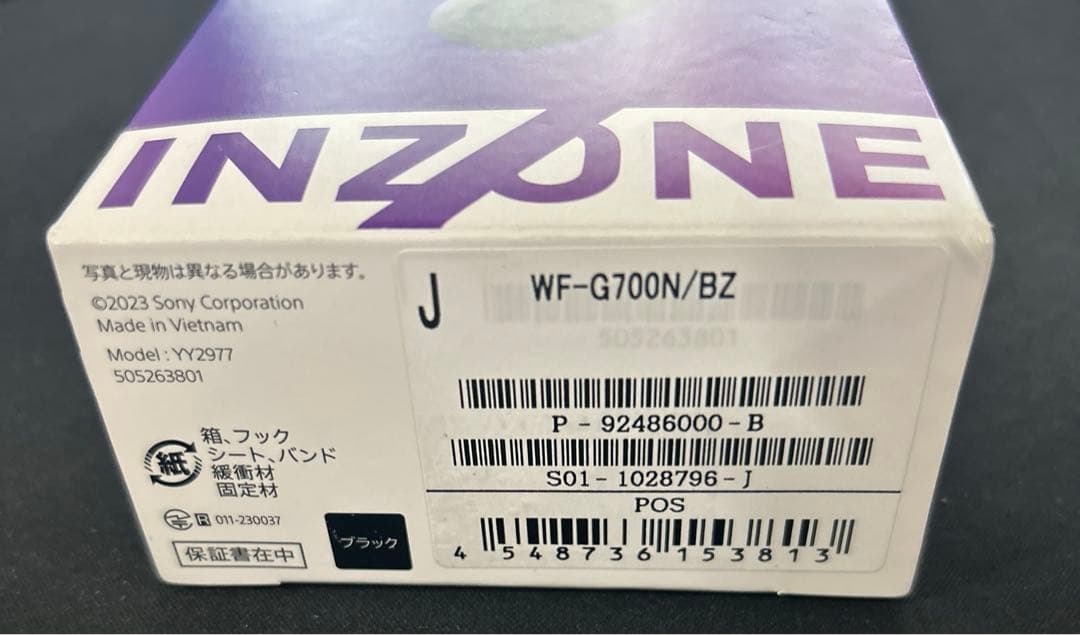 INZONE
写真と現物は異なる場合があります。
©2023 Sony Corporation
Made in Vietnam
Model : YY2977
505263801
紙
箱、フック
シート、バンド
緩衝材
固定材
R 011-230037
保証書在中
ブラック
J
WF-G700N/BZ
505263801
P - 92486000 - B
S01 - 1028796 - J
POS
4 548736 153813